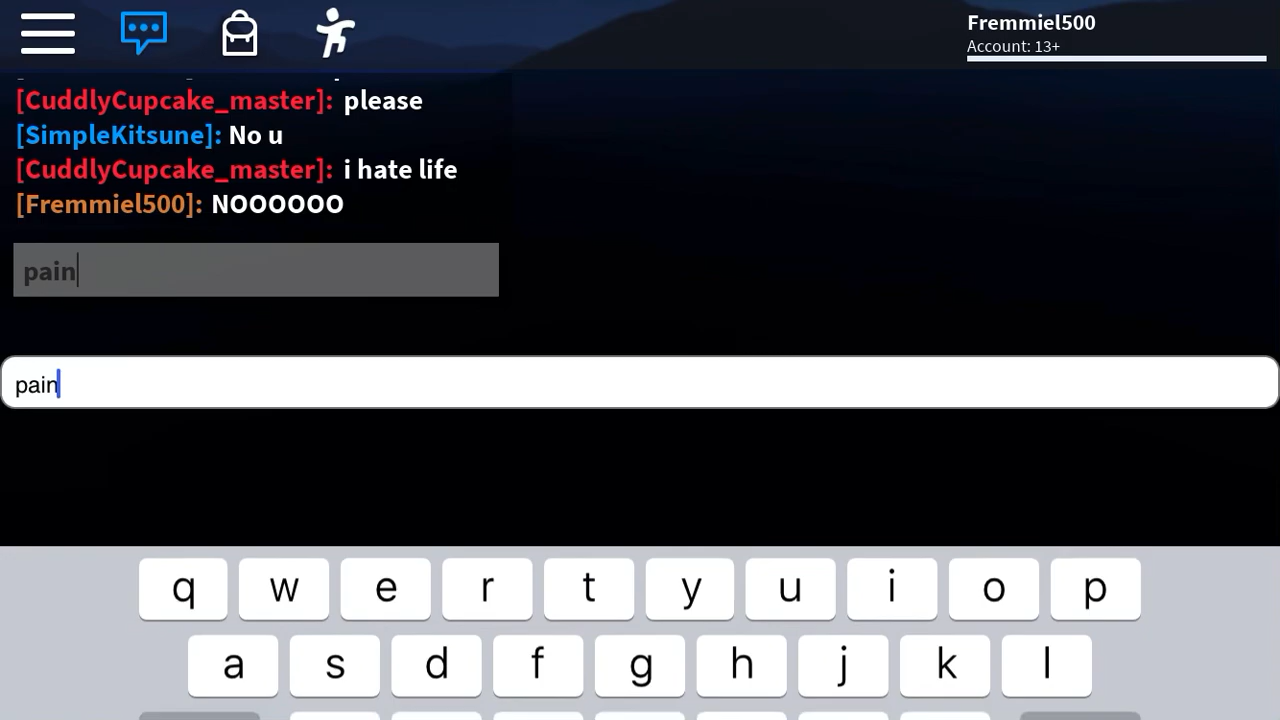 Fremmiel500
Account: 13+
[CuddlyCupcake_master]: please
[SimpleKitsune]: No u
[CuddlyCupcake_master]: i hate life
[Fremmiel500]: NOOOOOO
pain
pain
q w e r t y u i o p
a s d f g h j k l